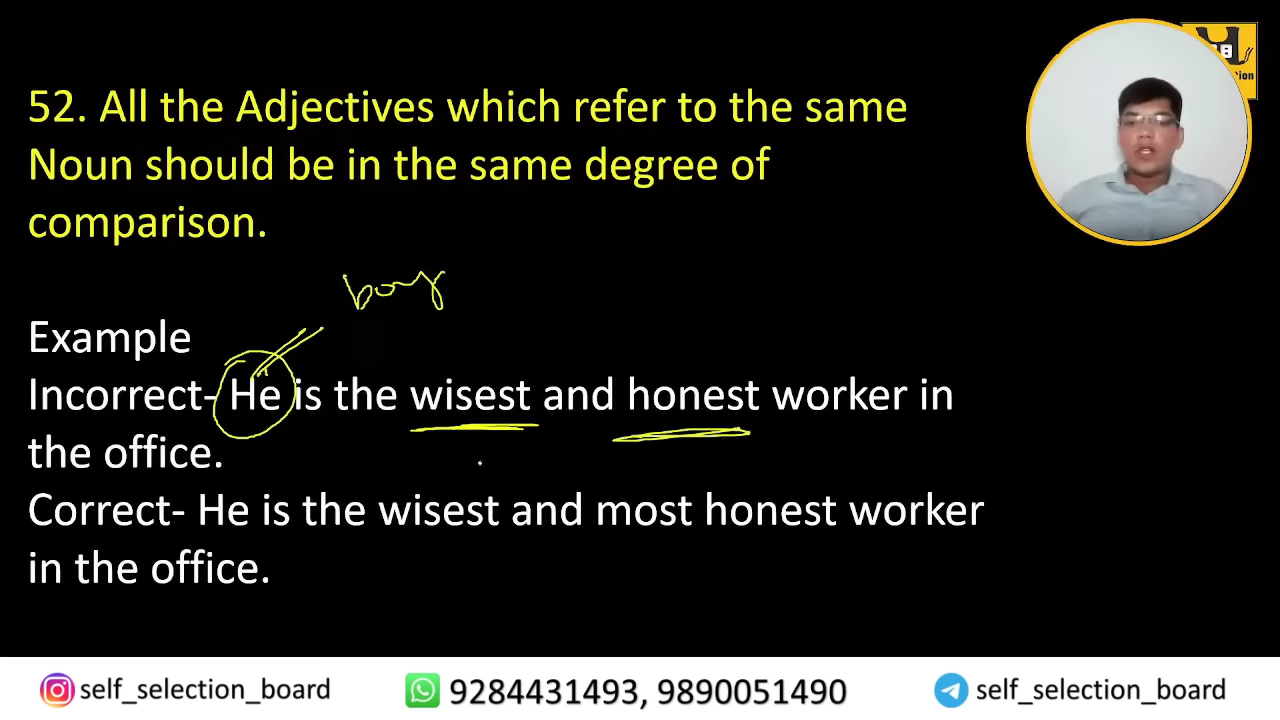 52. All the Adjectives which refer to the same
Noun should be in the same degree of
comparison.
boy
Example
Incorrect- He is the wisest and honest worker in
the office.
Correct- He is the wisest and most honest worker
in the office.
self_selection_board
9284431493, 9890051490
self_selection_board